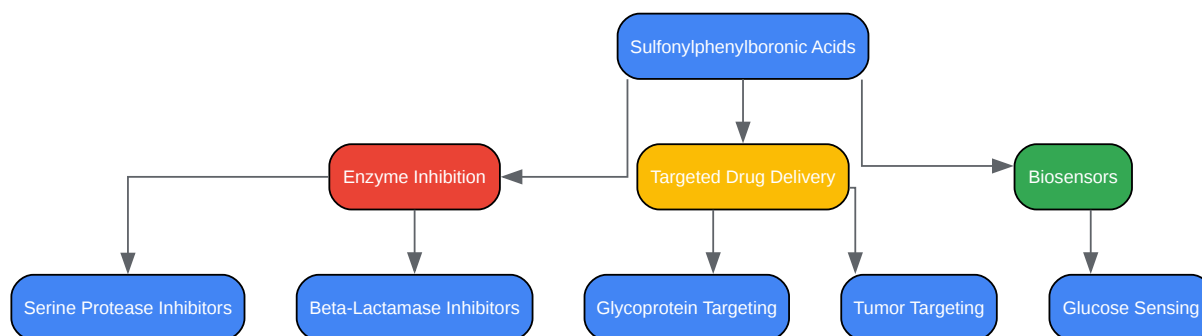 Sulfonylphenylboronic Acids
Enzyme Inhibition
Targeted Drug Delivery
Biosensors
Serine Protease Inhibitors
Beta-Lactamase Inhibitors
Glycoprotein Targeting
Tumor Targeting
Glucose Sensing